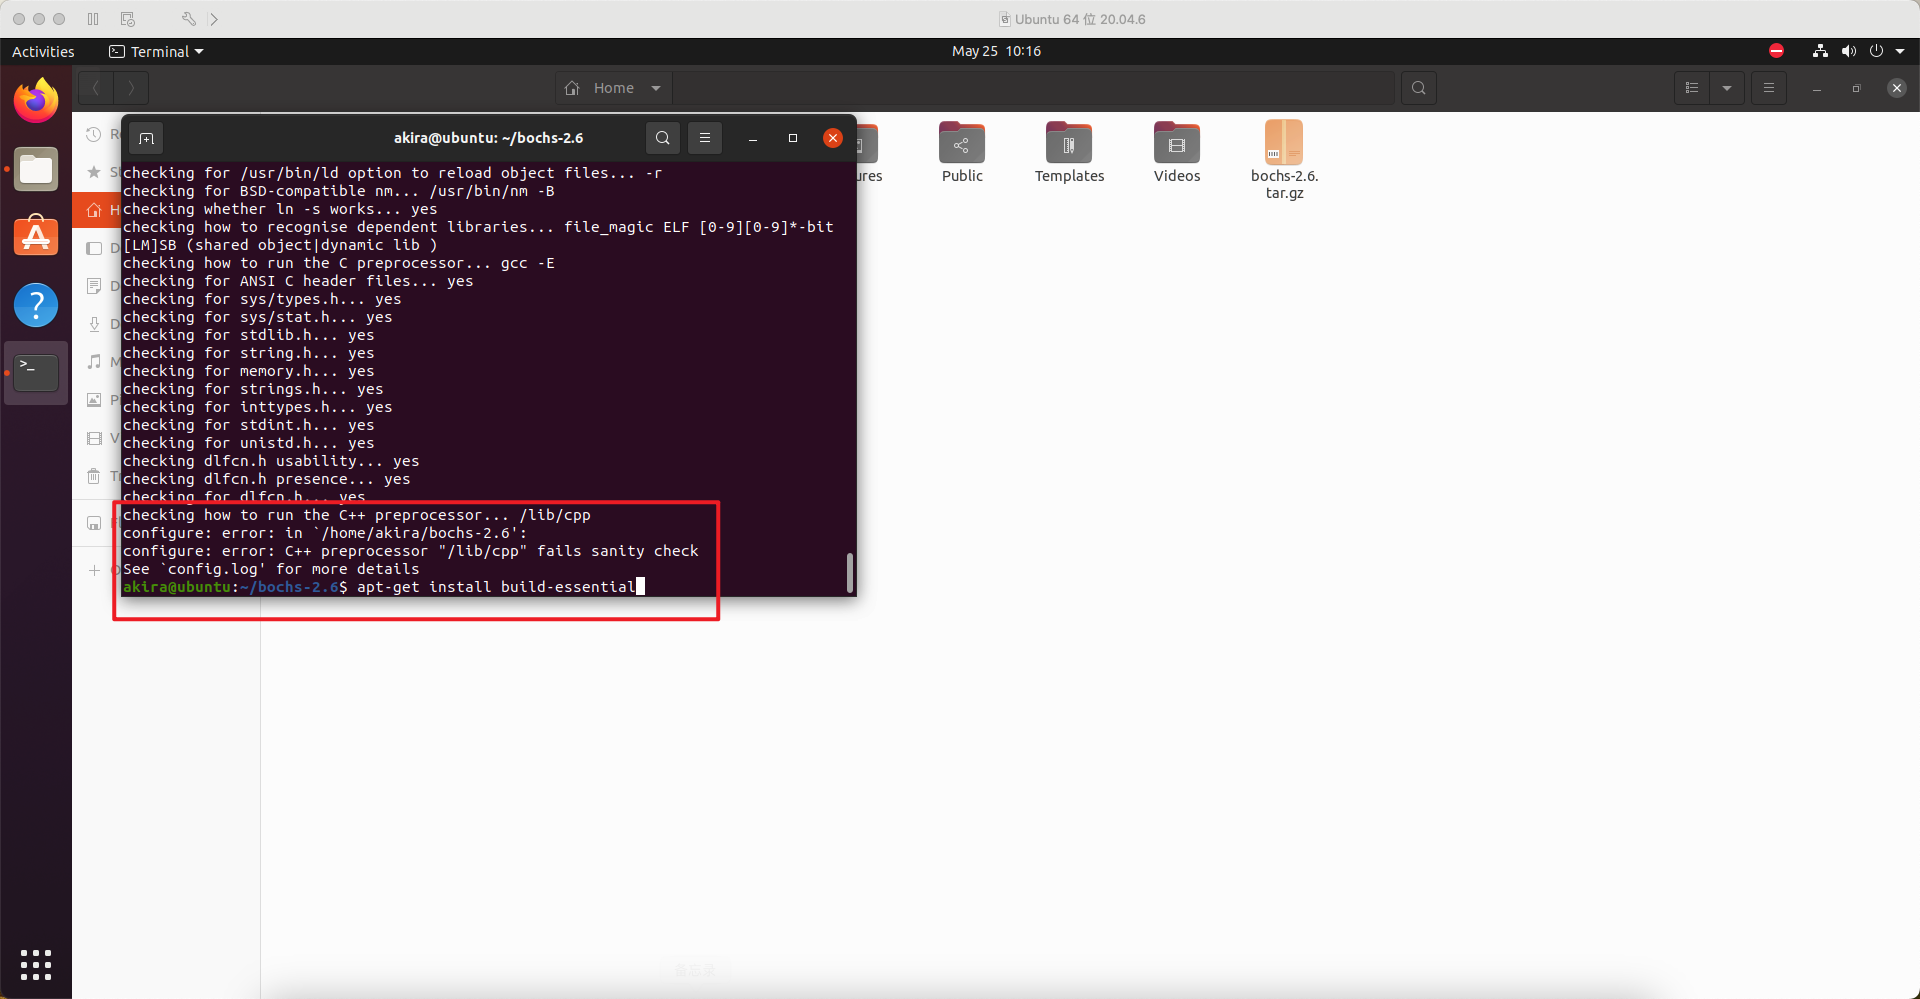 Ubuntu 64 位 20.04.6
Activities
Terminal
May 25 10:16
Home
akira@ubuntu: ~/bochs-2.6
Public
Templates
Videos
bochs-2.6.
tar.gz
checking for /usr/bin/ld option to reload object files... -r
checking for BSD-compatible nm... /usr/bin/nm -B
checking whether ln -s works... yes
checking how to recognise dependent libraries... file_magic ELF [0-9][0-9]*-bit
[LM]SB (shared object|dynamic lib )
checking how to run the C preprocessor... gcc -E
checking for ANSI C header files... yes
checking for sys/types.h... yes
checking for sys/stat.h... yes
checking for stdlib.h... yes
checking for string.h... yes
checking for memory.h... yes
checking for strings.h... yes
checking for inttypes.h... yes
checking for stdint.h... yes
checking for unistd.h... yes
checking dlfcn.h usability... yes
checking dlfcn.h presence... yes
checking for dlfcn.h... yes
checking how to run the C++ preprocessor... /lib/cpp
configure: error: in `/home/akira/bochs-2.6':
configure: error: C++ preprocessor "/lib/cpp" fails sanity check
See `config.log' for more details
akira@ubuntu:~/bochs-2.6$ apt-get install build-essential